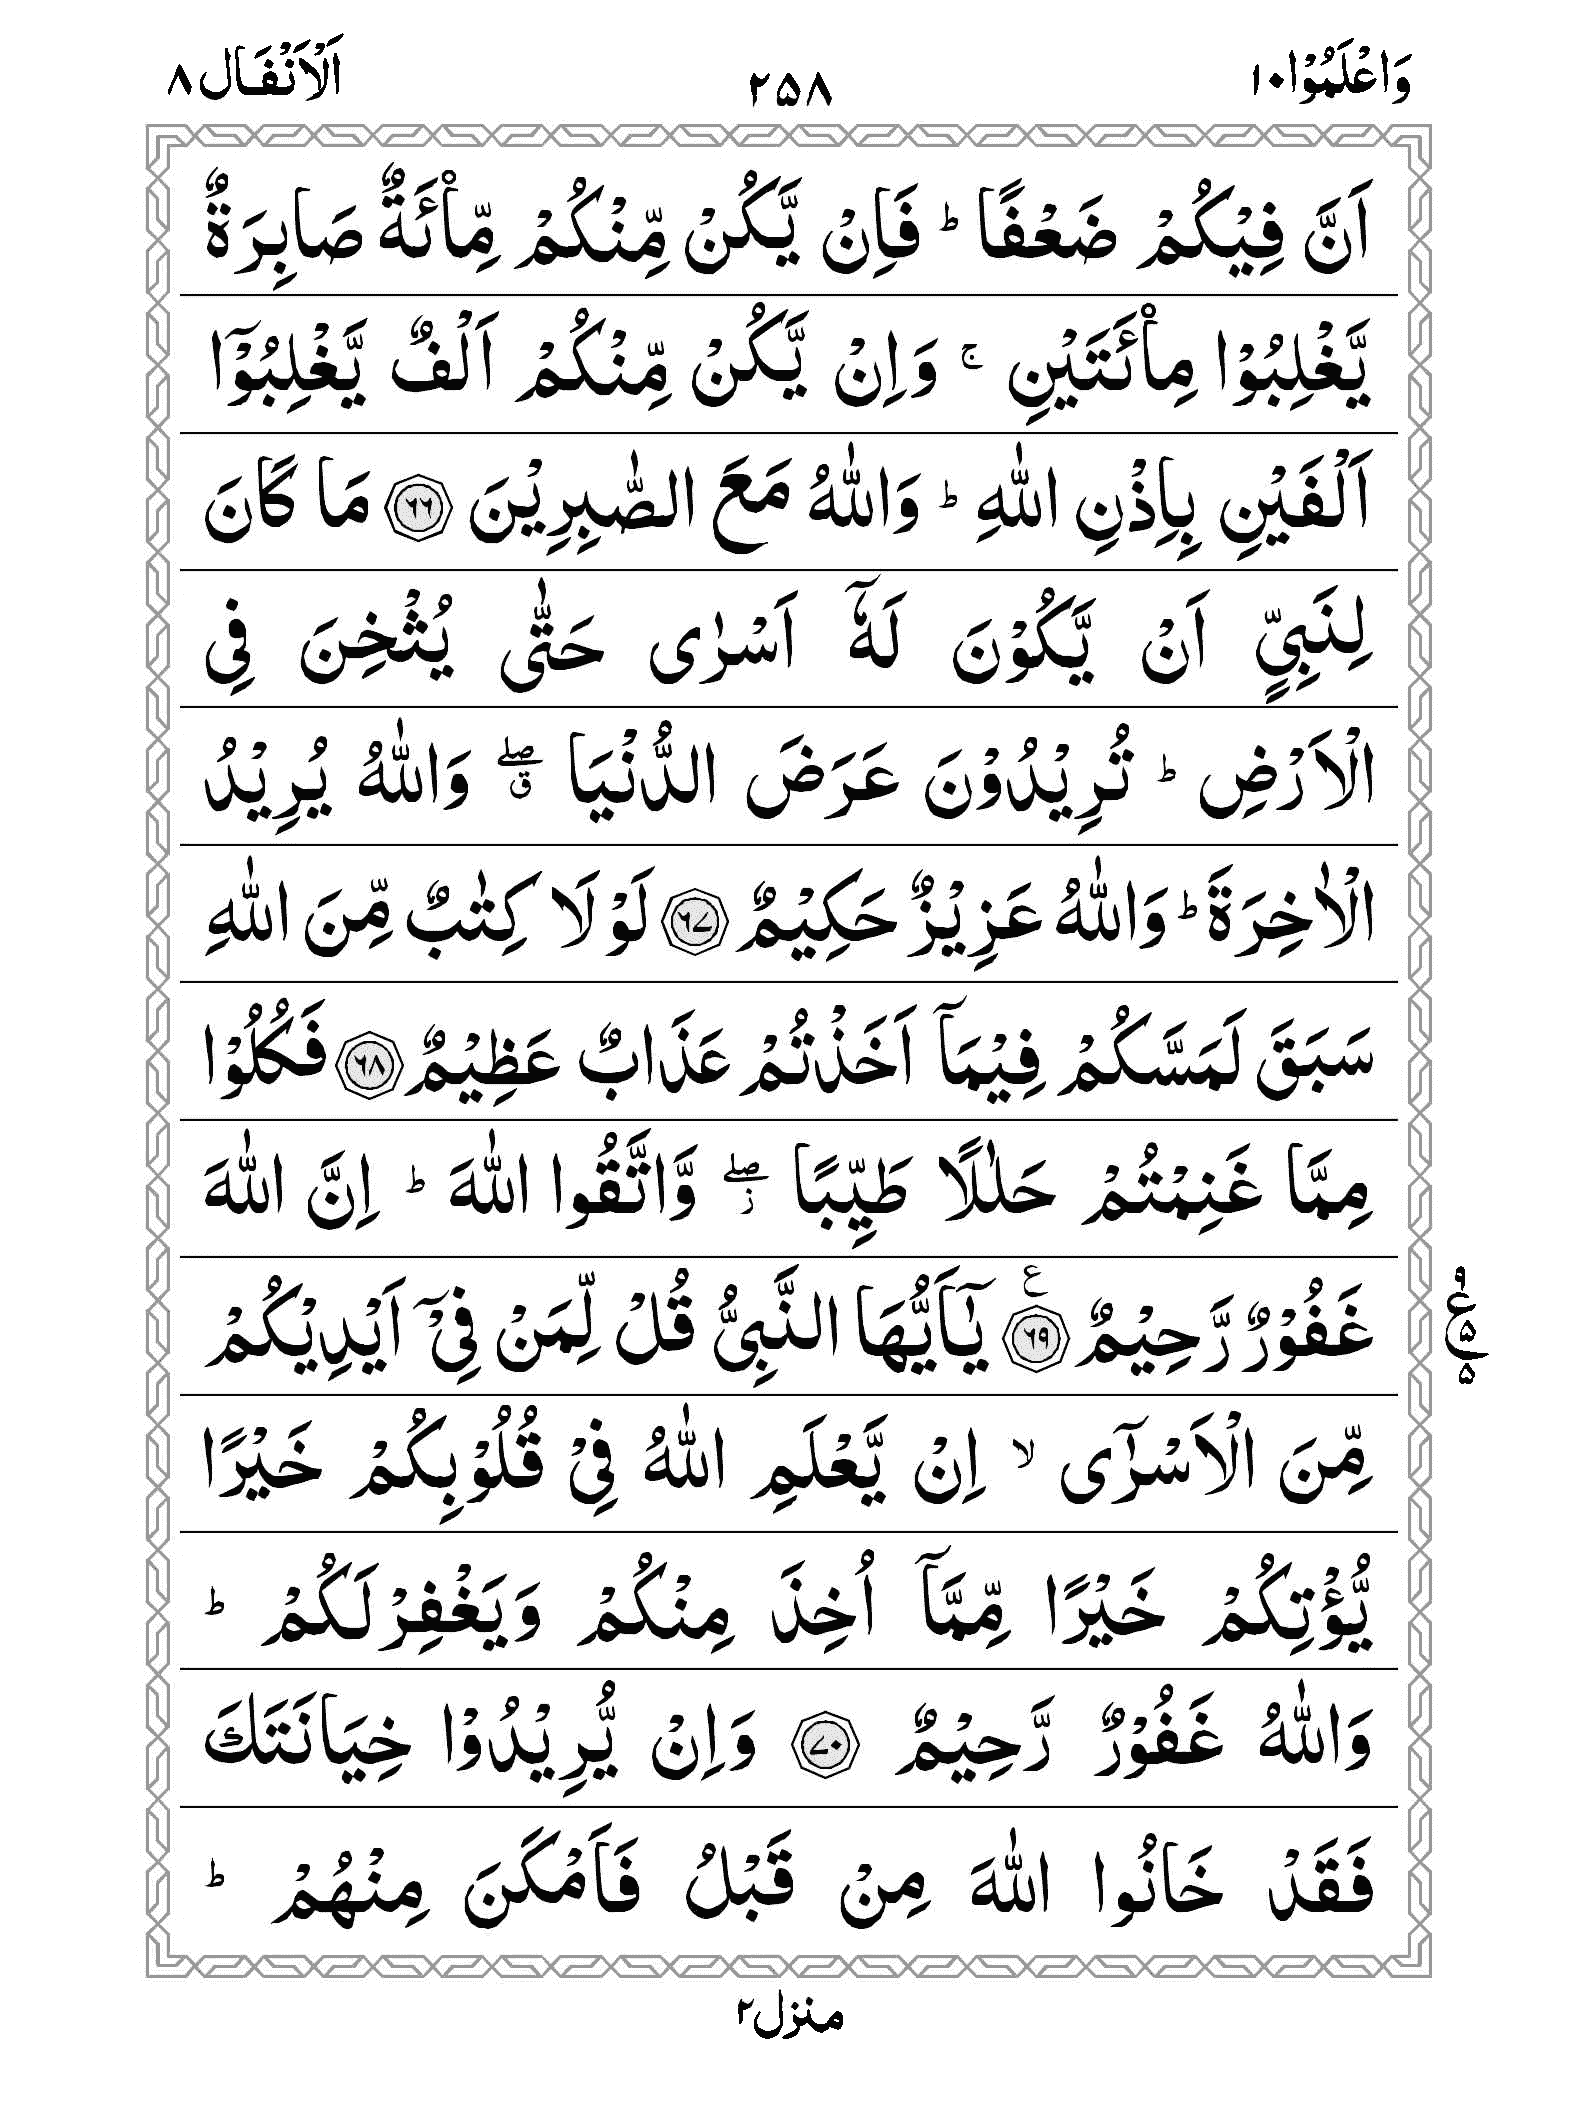 وَاعْلَمُوْا ١٠
٢٥٨
اَلْاَنْفَال ٨
اَنَّ فِيْكُمْ ضَعْفًا ؕ فَاِنْ يَّكُنْ مِّنْكُمْ مِّائَةٌ صَابِرَةٌ
يَّغْلِبُوْا مِائَتَيْنِ ۚ وَاِنْ يَّكُنْ مِّنْكُمْ اَلْفٌ يَّغْلِبُوْۤا
اَلْفَيْنِ بِاِذْنِ اللّٰهِ ؕ وَاللّٰهُ مَعَ الصّٰبِرِيْنَ ﴿٦٦﴾ مَا كَانَ
لِنَبِيٍّ اَنْ يَّكُوْنَ لَهٗۤ اَسْرٰى حَتّٰى يُثْخِنَ فِى
الْاَرْضِ ؕ تُرِيْدُوْنَ عَرَضَ الدُّنْيَا ۖۗ وَاللّٰهُ يُرِيْدُ
الْاٰخِرَةَ ؕ وَاللّٰهُ عَزِيْزٌ حَكِيْمٌ ﴿٦٧﴾ لَوْلَا كِتٰبٌ مِّنَ اللّٰهِ
سَبَقَ لَمَسَّكُمْ فِيْمَاۤ اَخَذْتُمْ عَذَابٌ عَظِيْمٌ ﴿٦٨﴾ فَكُلُوْا
مِمَّا غَنِمْتُمْ حَلٰلًا طَيِّبًا ۖؗ وَّاتَّقُوا اللّٰهَ ؕ اِنَّ اللّٰهَ
غَفُوْرٌ رَّحِيْمٌ ﴿٦٩﴾ ع يٰۤاَيُّهَا النَّبِىُّ قُلْ لِّمَنْ فِىْۤ اَيْدِيْكُمْ
٩ ع ٥ ٥
مِّنَ الْاَسْرٰٓى ۙ اِنْ يَّعْلَمِ اللّٰهُ فِىْ قُلُوْبِكُمْ خَيْرًا
يُّؤْتِكُمْ خَيْرًا مِّمَّاۤ اُخِذَ مِنْكُمْ وَيَغْفِرْ لَكُمْ ؕ
وَاللّٰهُ غَفُوْرٌ رَّحِيْمٌ ﴿٧٠﴾ وَاِنْ يُّرِيْدُوْا خِيَانَتَكَ
فَقَدْ خَانُوا اللّٰهَ مِنْ قَبْلُ فَاَمْكَنَ مِنْهُمْ ؕ
منزل ٢